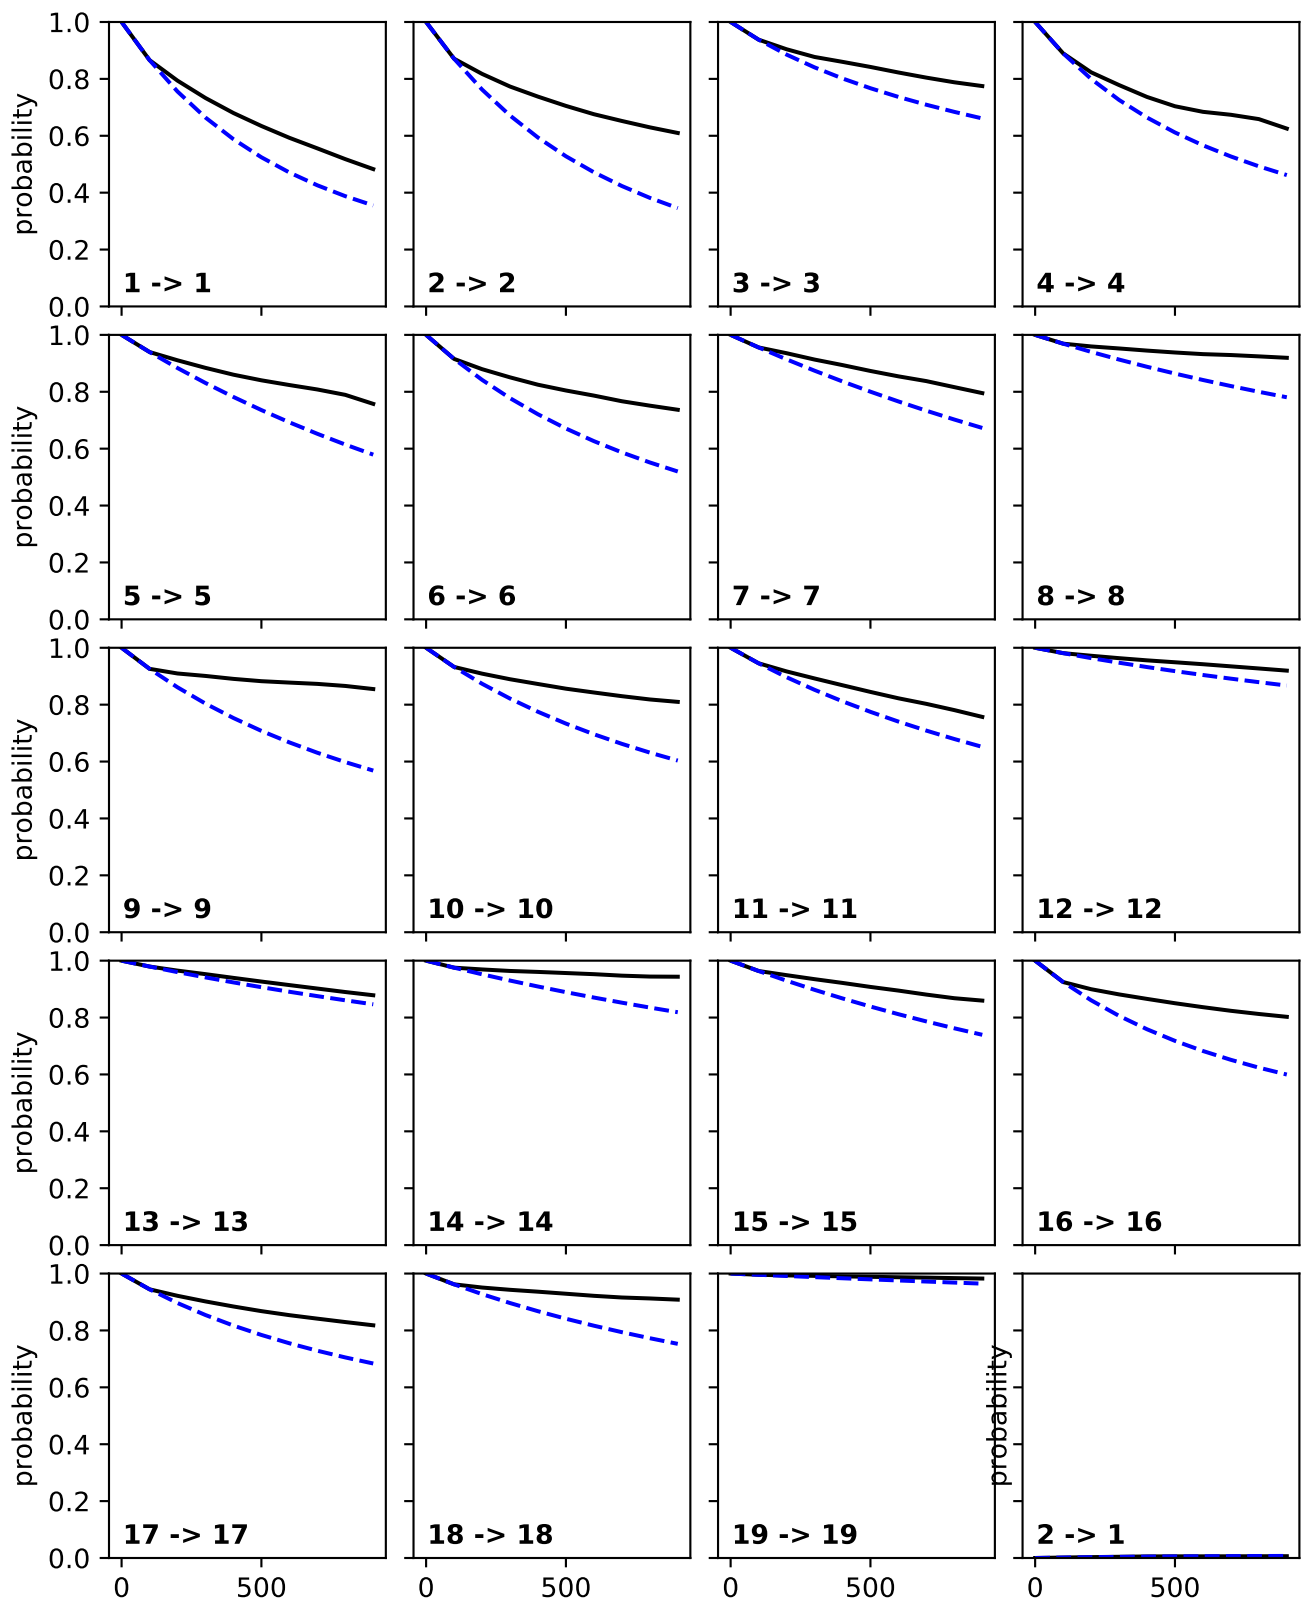 1.0
0.8
0.6
0.4
0.2
0.0
probability
1 -> 1
2 -> 2
3 -> 3
4 -> 4
1.0
0.8
0.6
0.4
0.2
0.0
probability
5 -> 5
6 -> 6
7 -> 7
8 -> 8
1.0
0.8
0.6
0.4
0.2
0.0
probability
9 -> 9
10 -> 10
11 -> 11
12 -> 12
1.0
0.8
0.6
0.4
0.2
0.0
probability
13 -> 13
14 -> 14
15 -> 15
16 -> 16
1.0
0.8
0.6
0.4
0.2
0.0
probability
17 -> 17
18 -> 18
19 -> 19
probability
2 -> 1
0 500
0 500
0 500
0 500